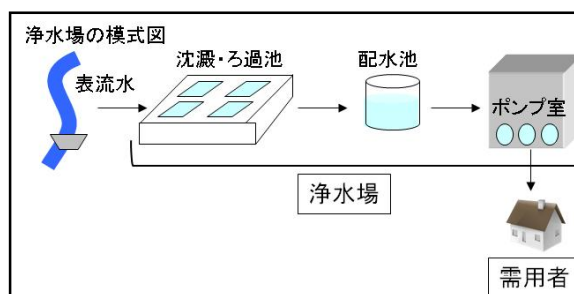 浄水場の模式図
表流水
沈澱・ろ過池
配水池
ポンプ室
浄水場
需用者